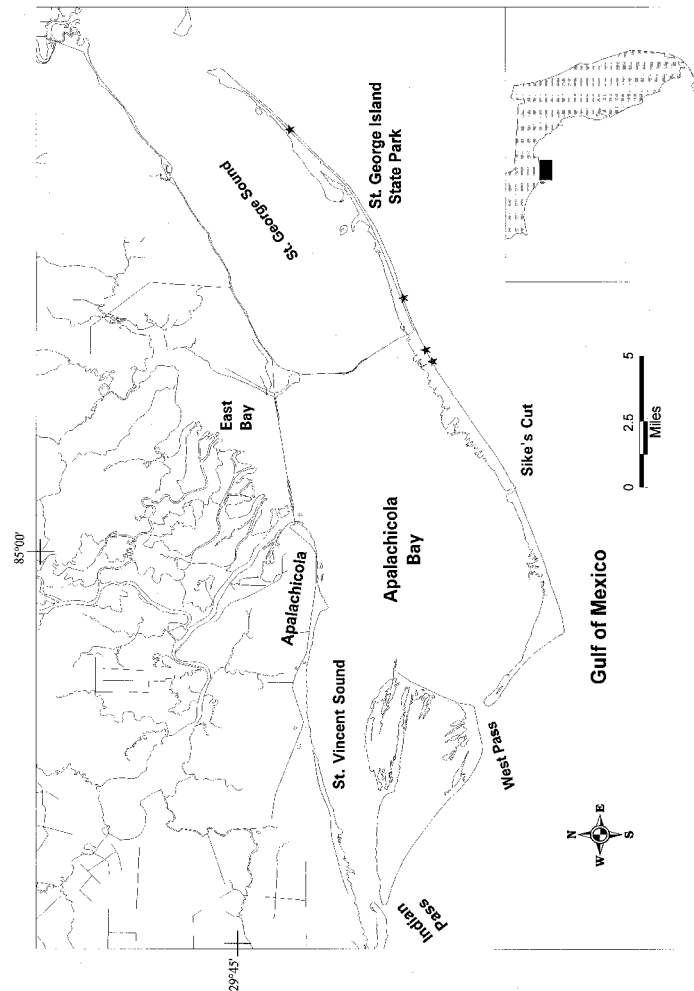 85°00'
29°45'
St. George Sound
St. George Island
State Park
East
Bay
Apalachicola
Apalachicola
Bay
St. Vincent Sound
Sike's Cut
West Pass
Indian
Pass
Gulf of Mexico
N
W
E
S
0
2.5
5
Miles